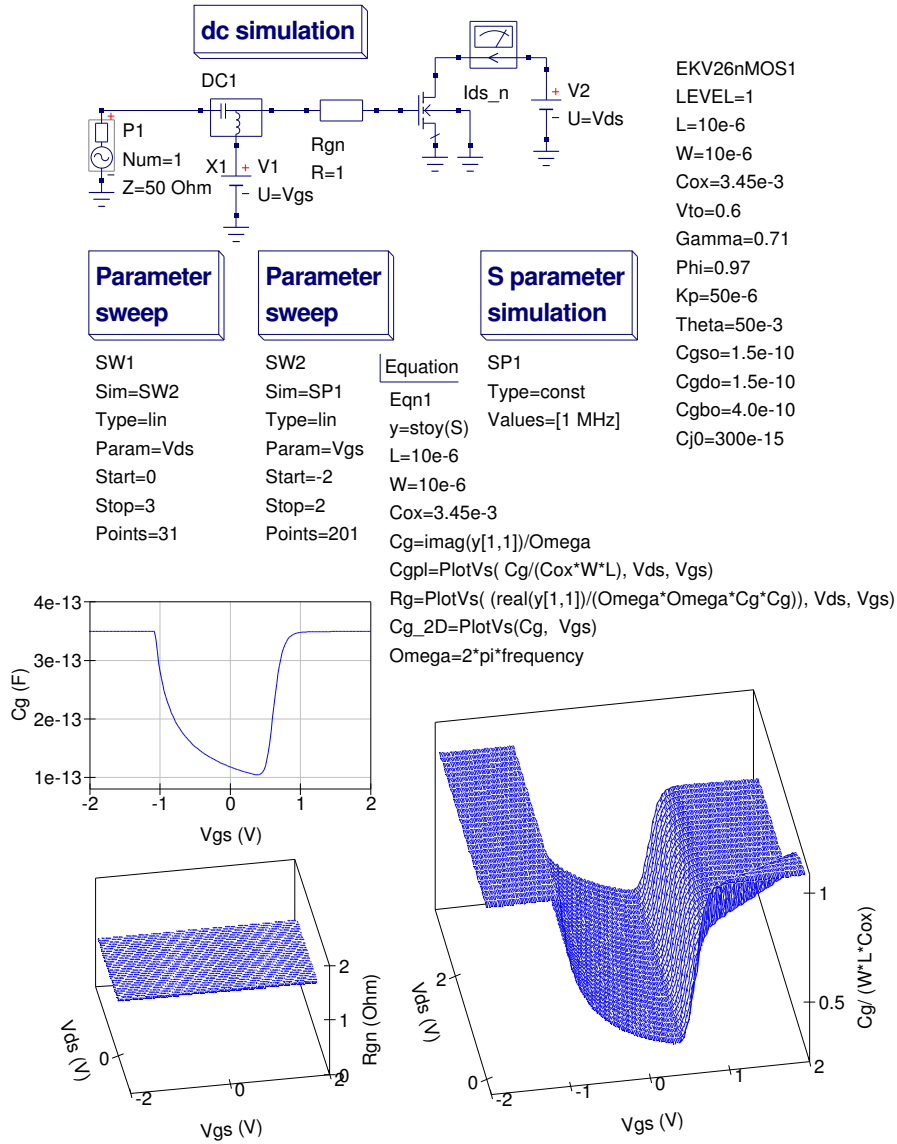 dc simulation
DC1
P1
Num=1
Z=50 Ohm
X1
V1
U=Vgs
Rgn
R=1
Ids_n
V2
U=Vds
EKV26nMOS1
LEVEL=1
L=10e-6
W=10e-6
Cox=3.45e-3
Vto=0.6
Gamma=0.71
Phi=0.97
Kp=50e-6
Theta=50e-3
Cgso=1.5e-10
Cgdo=1.5e-10
Cgbo=4.0e-10
Cj0=300e-15
Parameter
sweep
SW1
Sim=SW2
Type=lin
Param=Vds
Start=0
Stop=3
Points=31
Parameter
sweep
SW2
Sim=SP1
Type=lin
Param=Vgs
Start=-2
Stop=2
Points=201
S parameter
simulation
SP1
Type=const
Values=[1 MHz]
Equation
Eqn1
y=stoy(S)
L=10e-6
W=10e-6
Cox=3.45e-3
Cg=imag(y[1,1])/Omega
Cgpl=PlotVs( Cg/(Cox*W*L), Vds, Vgs)
Rg=PlotVs( (real(y[1,1])/(Omega*Omega*Cg*Cg)), Vds, Vgs)
Cg_2D=PlotVs(Cg, Vgs)
Omega=2*pi*frequency
4e-13
3e-13
2e-13
1e-13
Cg (F)
-2 -1 0 1 2
Vgs (V)
2
1
0
Rgn (Ohm)
0
Vds (V)
-2 0 2
Vgs (V)
1
0.5
Cg/ (W*L*Cox)
2
0
Vds (V)
-2 -1 0 1 2
Vgs (V)